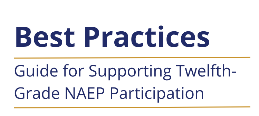 Best Practices
Guide for Supporting Twelfth-
Grade NAEP Participation